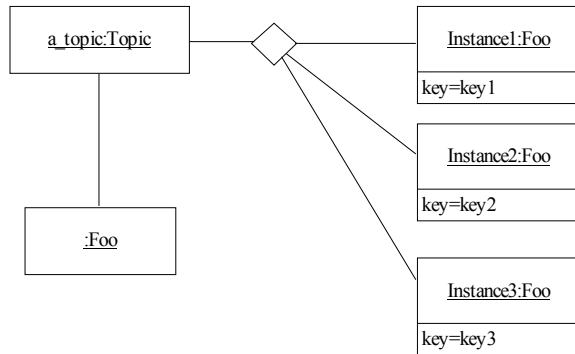 a_topic:Topic
Instance1:Foo
key=key1
Instance2:Foo
key=key2
:Foo
Instance3:Foo
key=key3